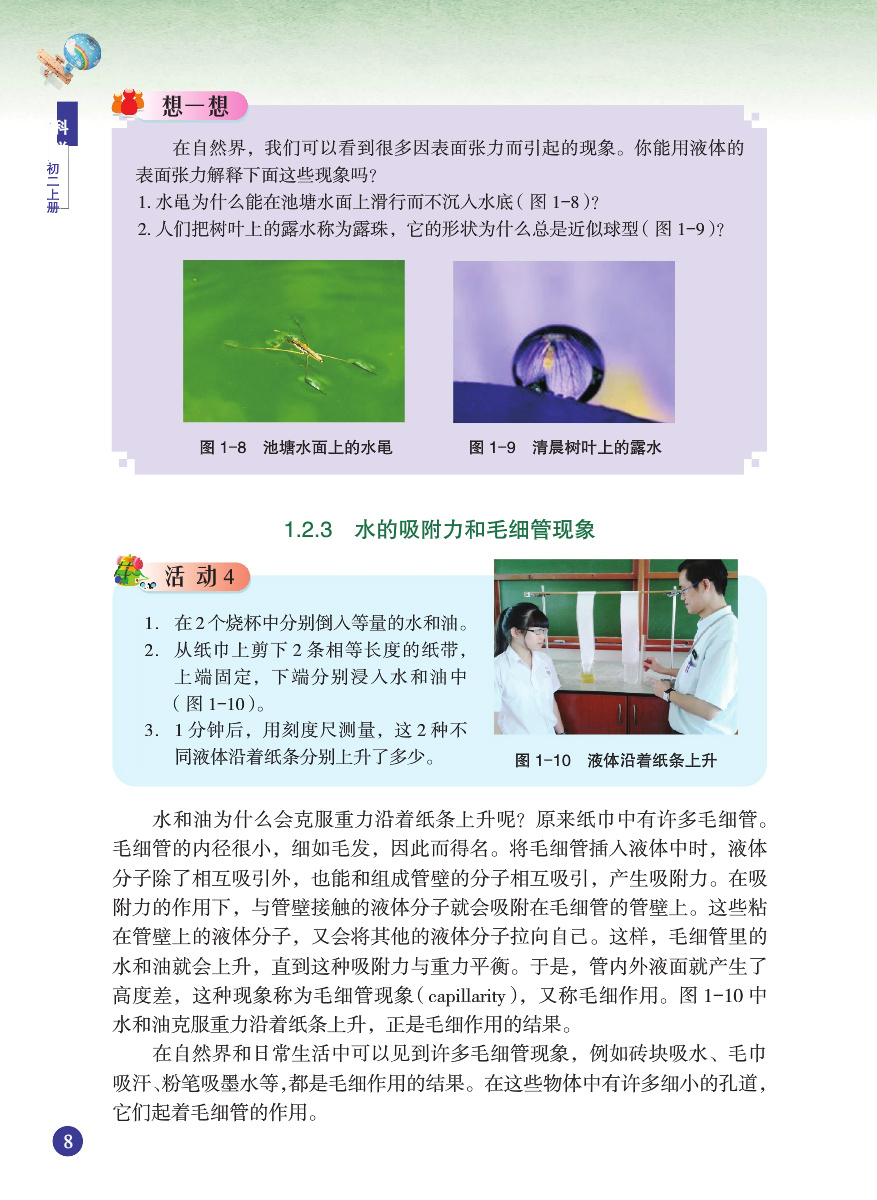 科
初二上册
想一想
在自然界，我们可以看到很多因表面张力而引起的现象。你能用液体的
表面张力解释下面这些现象吗？
1. 水黾为什么能在池塘水面上滑行而不沉入水底（图 1-8）？
2. 人们把树叶上的露水称为露珠，它的形状为什么总是近似球型（图 1-9）？
图 1-8 池塘水面上的水黾
图 1-9 清晨树叶上的露水
1.2.3 水的吸附力和毛细管现象
活动 4
1. 在 2 个烧杯中分别倒入等量的水和油。
2. 从纸巾上剪下 2 条相等长度的纸带，
上端固定，下端分别浸入水和油中
（图 1-10）。
3. 1 分钟后，用刻度尺测量，这 2 种不
同液体沿着纸条分别上升了多少。
图 1-10 液体沿着纸条上升
水和油为什么会克服重力沿着纸条上升呢？原来纸巾中有许多毛细管。
毛细管的内径很小，细如毛发，因此而得名。将毛细管插入液体中时，液体
分子除了相互吸引外，也能和组成管壁的分子相互吸引，产生吸附力。在吸
附力的作用下，与管壁接触的液体分子就会吸附在毛细管的管壁上。这些粘
在管壁上的液体分子，又会将其他的液体分子拉向自己。这样，毛细管里的
水和油就会上升，直到这种吸附力与重力平衡。于是，管内外液面就产生了
高度差，这种现象称为毛细管现象（capillarity），又称毛细作用。图 1-10 中
水和油克服重力沿着纸条上升，正是毛细作用的结果。
在自然界和日常生活中可以见到许多毛细管现象，例如砖块吸水、毛巾
吸汗、粉笔吸墨水等，都是毛细作用的结果。在这些物体中有许多细小的孔道，
它们起着毛细管的作用。
8